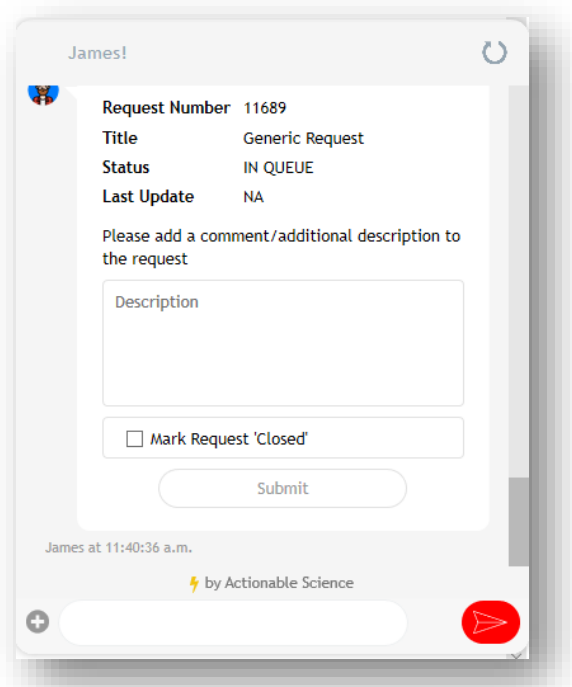 James!
Request Number 11689
Title Generic Request
Status IN QUEUE
Last Update NA
Please add a comment/additional description to
the request
Description
Mark Request 'Closed'
Submit
James at 11:40:36 a.m.
by Actionable Science